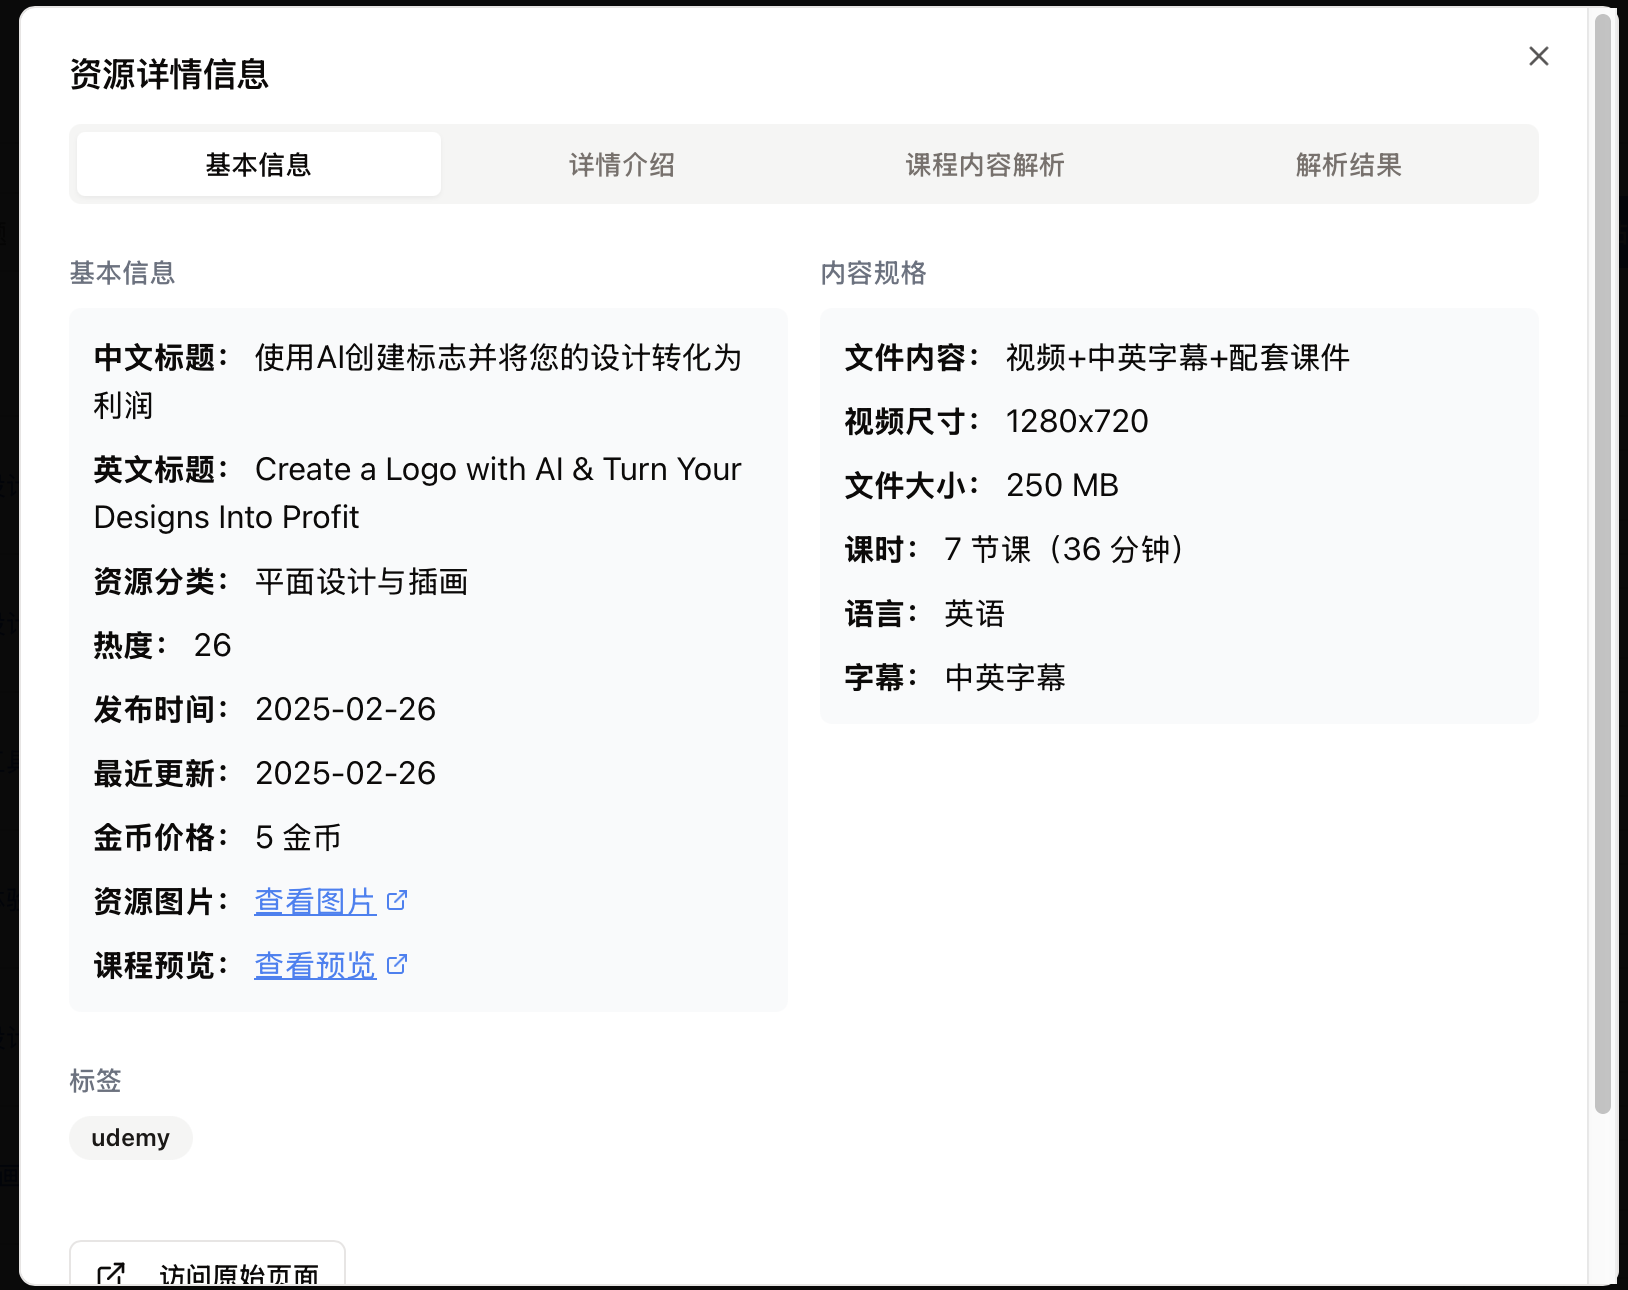 资源详情信息
基本信息
详情介绍
课程内容解析
解析结果
基本信息
中文标题： 使用AI创建标志并将您的设计转化为
利润
英文标题： Create a Logo with AI & Turn Your
Designs Into Profit
资源分类： 平面设计与插画
热度： 26
发布时间： 2025-02-26
最近更新： 2025-02-26
金币价格： 5 金币
资源图片： 查看图片
课程预览： 查看预览
内容规格
文件内容： 视频+中英字幕+配套课件
视频尺寸： 1280x720
文件大小： 250 MB
课时： 7 节课（36 分钟）
语言： 英语
字幕： 中英字幕
标签
udemy
访问原始页面